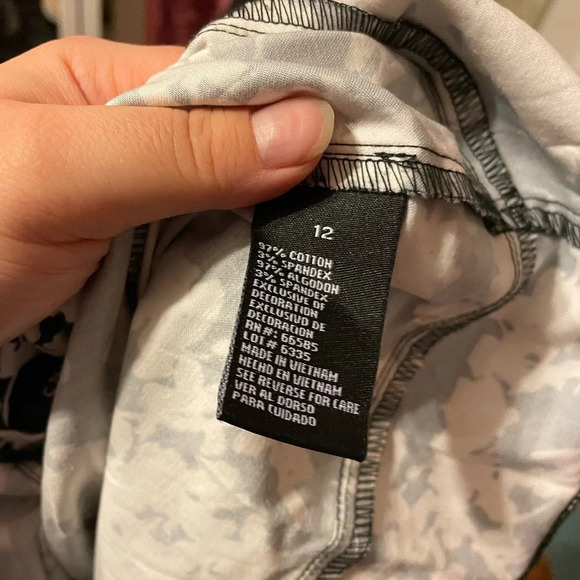 12
97% COTTON
3% SPANDEX
97% ALGODON
3% SPANDEX
EXCLUSIVE OF
DECORATION
EXCLUSIVO DE
DECORACION
RN #: 66585
LOT # 6335
MADE IN VIETNAM
HECHO EN VIETNAM
SEE REVERSE FOR CARE
VER AL DORSO
PARA CUIDADO